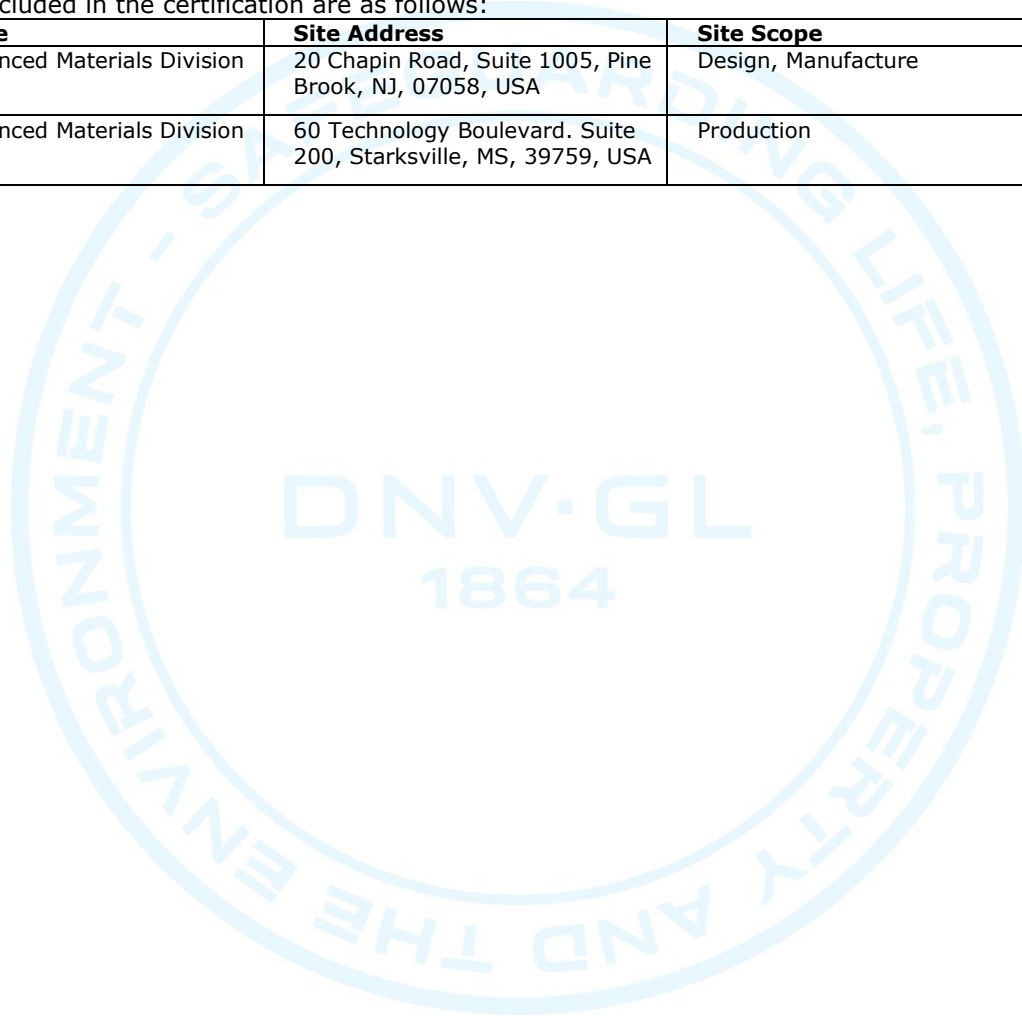 cluded in the certification are as follows:
e Site Address Site Scope
nced Materials Division 20 Chapin Road, Suite 1005, Pine Design, Manufacture
Brook, NJ, 07058, USA
nced Materials Division 60 Technology Boulevard. Suite Production
200, Starksville, MS, 39759, USA
SAFEGUARDING LIFE, PROPERTY AND THE ENVIRONMENT -
DNV·GL
1864